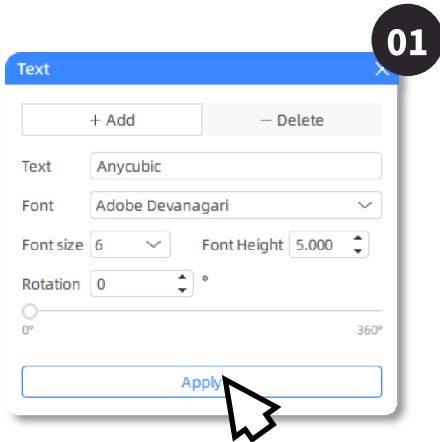 01
Text
+ Add − Delete
Text Anycubic
Font Adobe Devanagari
Font size 6 Font Height 5.000
Rotation 0 °
0° 360°
Apply